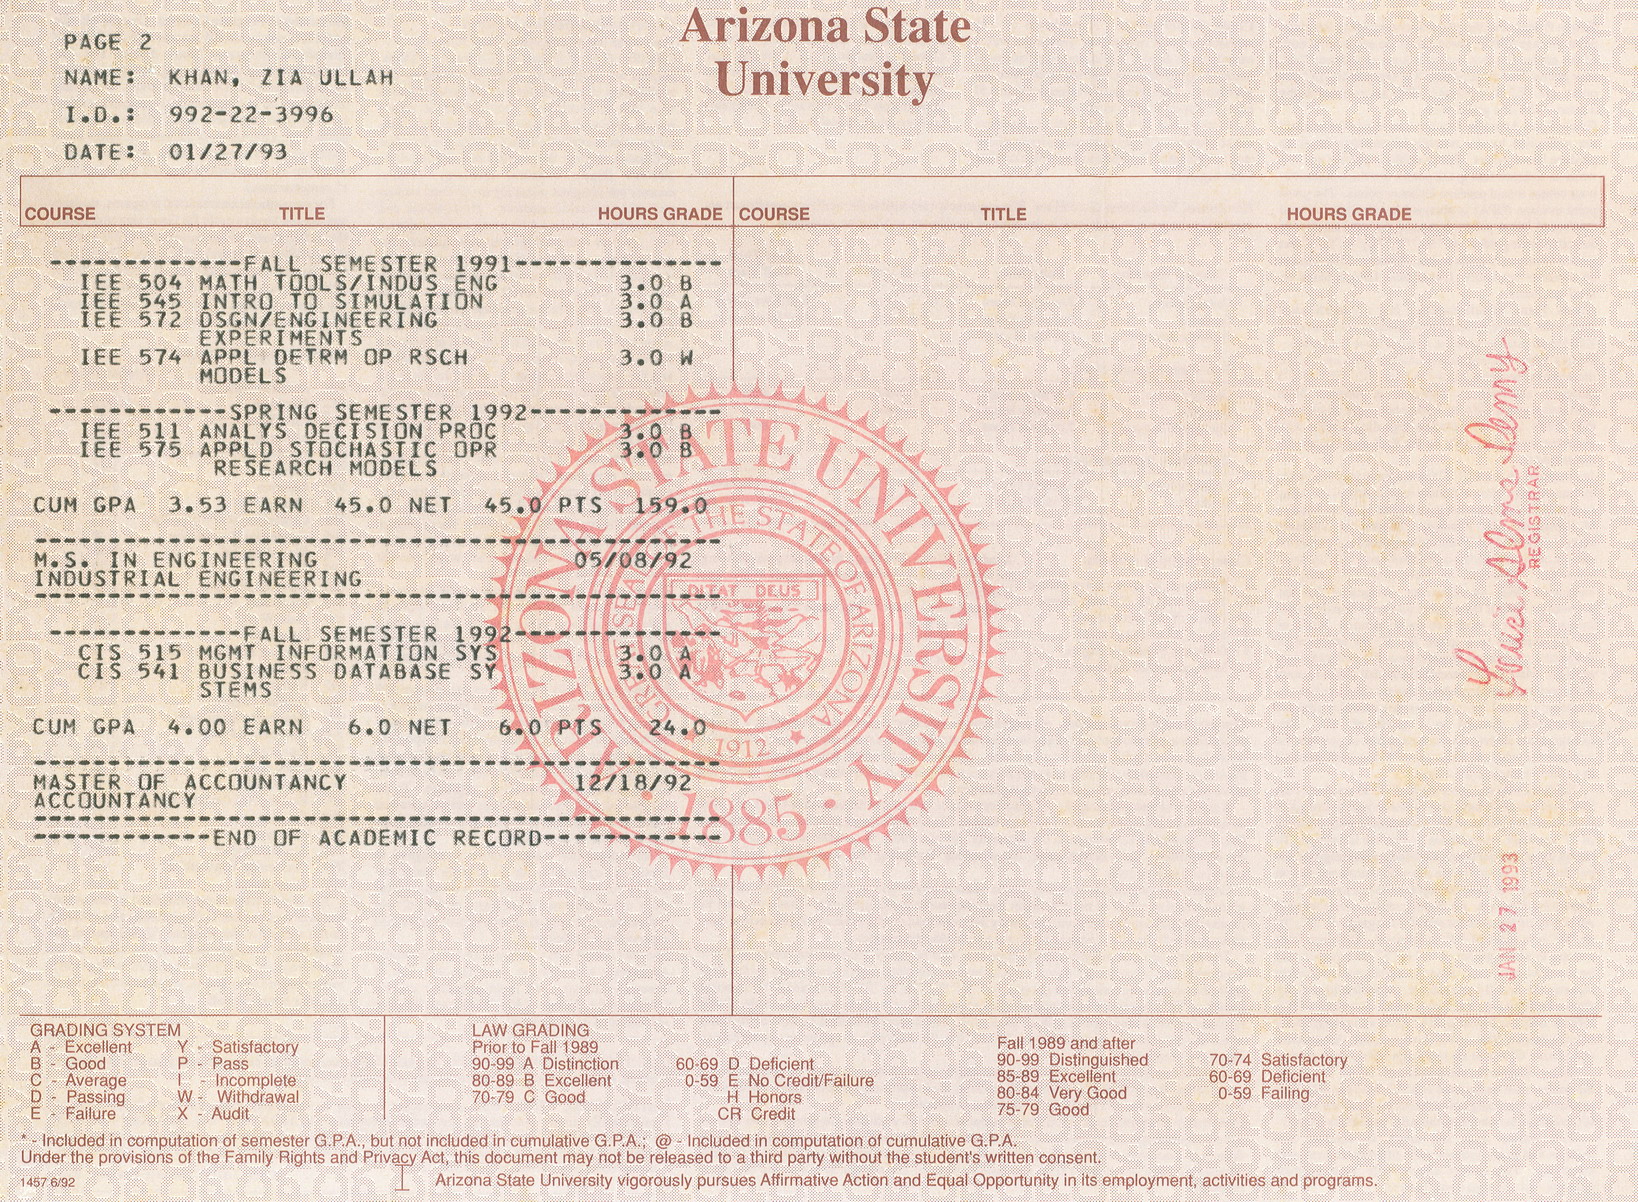 Arizona State
University
PAGE 2
NAME: KHAN, ZIA ULLAH
I.D.: 992-22-3996
DATE: 01/27/93
COURSE TITLE HOURS GRADE COURSE TITLE HOURS GRADE
-------------FALL SEMESTER 1991--------------
IEE 504 MATH TOOLS/INDUS ENG 3.0 B
IEE 545 INTRO TO SIMULATION 3.0 A
IEE 572 DSGN/ENGINEERING 3.0 B
EXPERIMENTS
IEE 574 APPL DETRM OP RSCH 3.0 W
MODELS
------------SPRING SEMESTER 1992-------------
IEE 511 ANALYS DECISION PROC 3.0 B
IEE 575 APPLD STOCHASTIC OPR 3.0 B
RESEARCH MODELS
CUM GPA 3.53 EARN 45.0 NET 45.0 PTS 159.0
----------------------------------------------
M.S. IN ENGINEERING 05/08/92
INDUSTRIAL ENGINEERING
----------------------------------------------
-------------FALL SEMESTER 1992--------------
CIS 515 MGMT INFORMATION SYS 3.0 A
CIS 541 BUSINESS DATABASE SY 3.0 A
STEMS
CUM GPA 4.00 EARN 6.0 NET 6.0 PTS 24.0
----------------------------------------------
MASTER OF ACCOUNTANCY 12/18/92
ACCOUNTANCY
----------------------------------------------
------------END OF ACADEMIC RECORD------------
ARIZONA STATE UNIVERSITY
1885
GREAT SEAL OF THE STATE OF ARIZONA
DITAT DEUS
1912
REGISTRAR
JAN 27 1993
GRADING SYSTEM
A - Excellent Y - Satisfactory
B - Good P - Pass
C - Average I - Incomplete
D - Passing W - Withdrawal
E - Failure X - Audit
LAW GRADING
Prior to Fall 1989
90-99 A Distinction 60-69 D Deficient
80-89 B Excellent 0-59 E No Credit/Failure
70-79 C Good H Honors
CR Credit
Fall 1989 and after
90-99 Distinguished 70-74 Satisfactory
85-89 Excellent 60-69 Deficient
80-84 Very Good 0-59 Failing
75-79 Good
* - Included in computation of semester G.P.A., but not included in cumulative G.P.A.; @ - Included in computation of cumulative G.P.A.
Under the provisions of the Family Rights and Privacy Act, this document may not be released to a third party without the student's written consent.
1457 6/92 Arizona State University vigorously pursues Affirmative Action and Equal Opportunity in its employment, activities and programs.